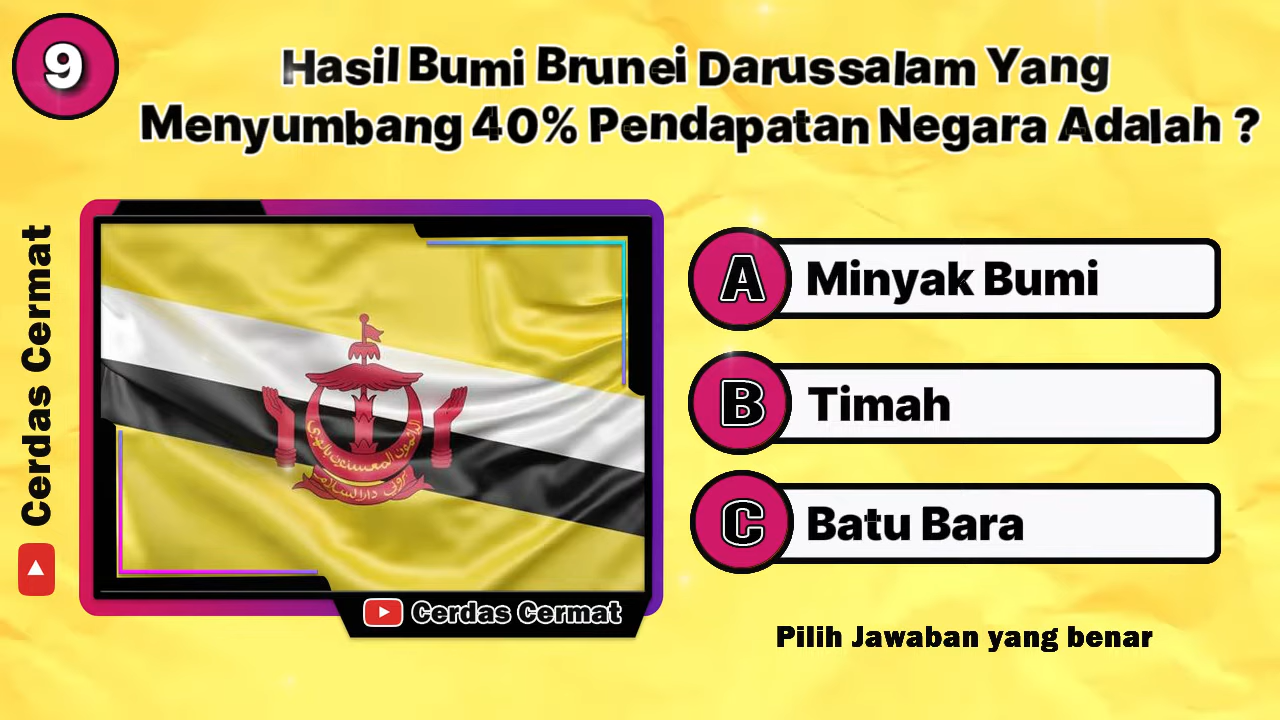 9
Hasil Bumi Brunei Darussalam Yang
Menyumbang 40% Pendapatan Negara Adalah ?
Cerdas Cermat
A Minyak Bumi
B Timah
C Batu Bara
Cerdas Cermat
Pilih Jawaban yang benar